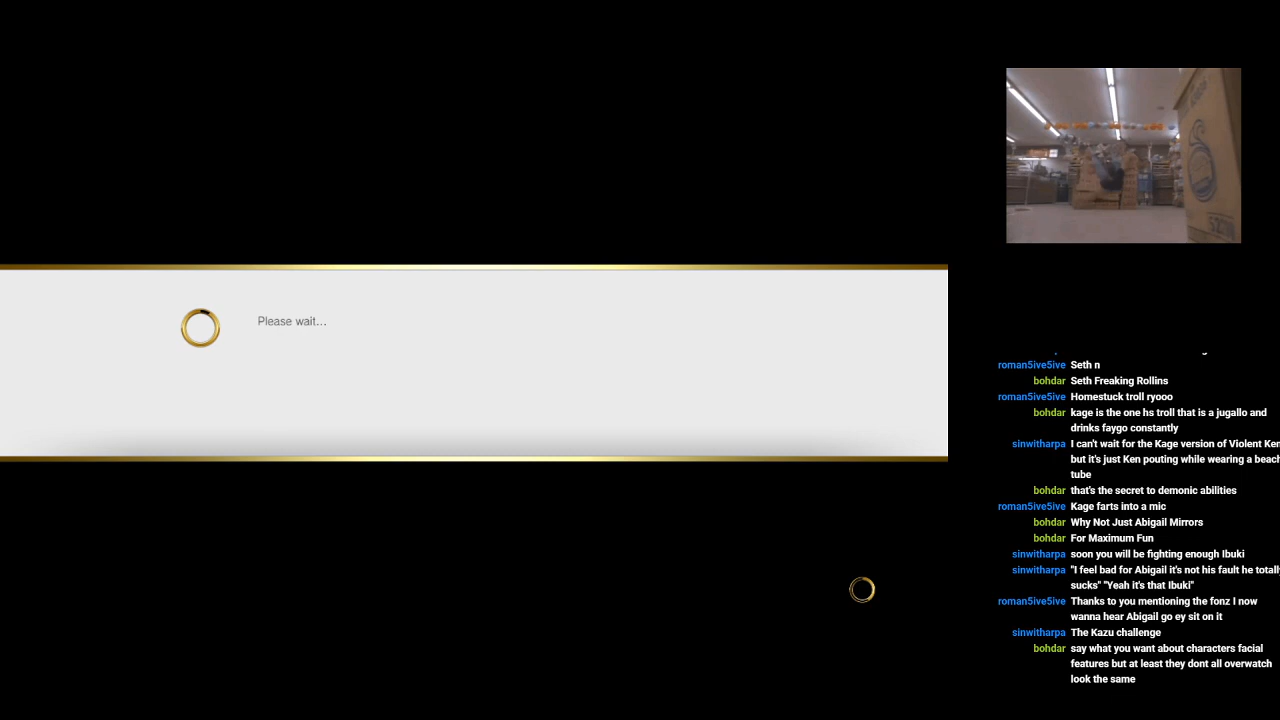 Please wait...
roman5ive5ive Seth n
bohdar Seth Freaking Rollins
roman5ive5ive Homestuck troll ryooo
bohdar kage is the one hs troll that is a jugallo and
drinks faygo constantly
sinwitharpa I can't wait for the Kage version of Violent Ken
but it's just Ken pouting while wearing a beach
tube
bohdar that's the secret to demonic abilities
roman5ive5ive Kage farts into a mic
bohdar Why Not Just Abigail Mirrors
bohdar For Maximum Fun
sinwitharpa soon you will be fighting enough Ibuki
sinwitharpa "I feel bad for Abigail it's not his fault he totall
sucks" "Yeah it's that Ibuki"
roman5ive5ive Thanks to you mentioning the fonz I now
wanna hear Abigail go ey sit on it
sinwitharpa The Kazu challenge
bohdar say what you want about characters facial
features but at least they dont all overwatch
look the same